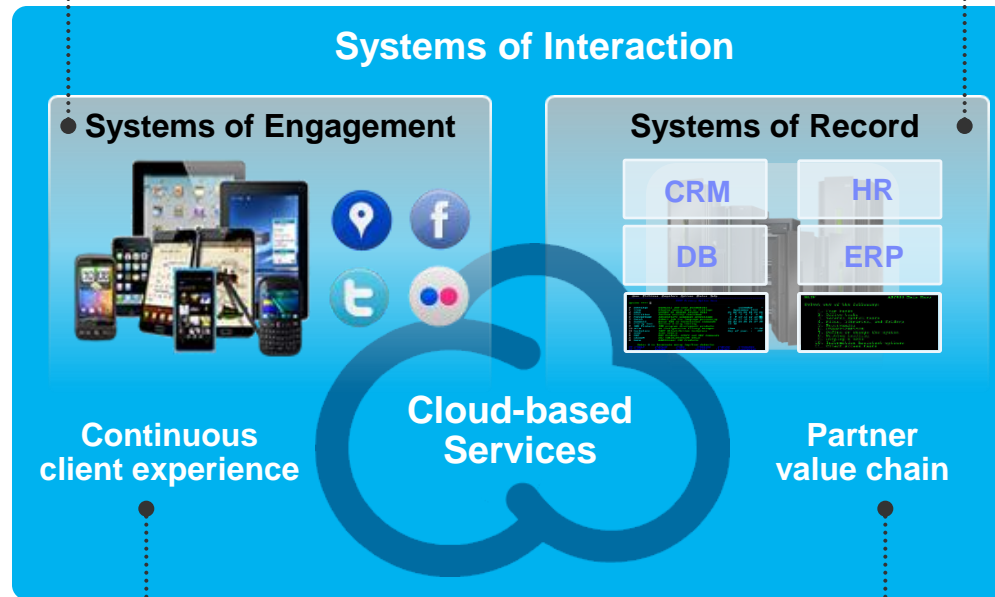 Systems of Interaction
Systems of Engagement
Systems of Record
CRM
HR
DB
ERP
Cloud-based
Services
Continuous
client experience
Partner
value chain